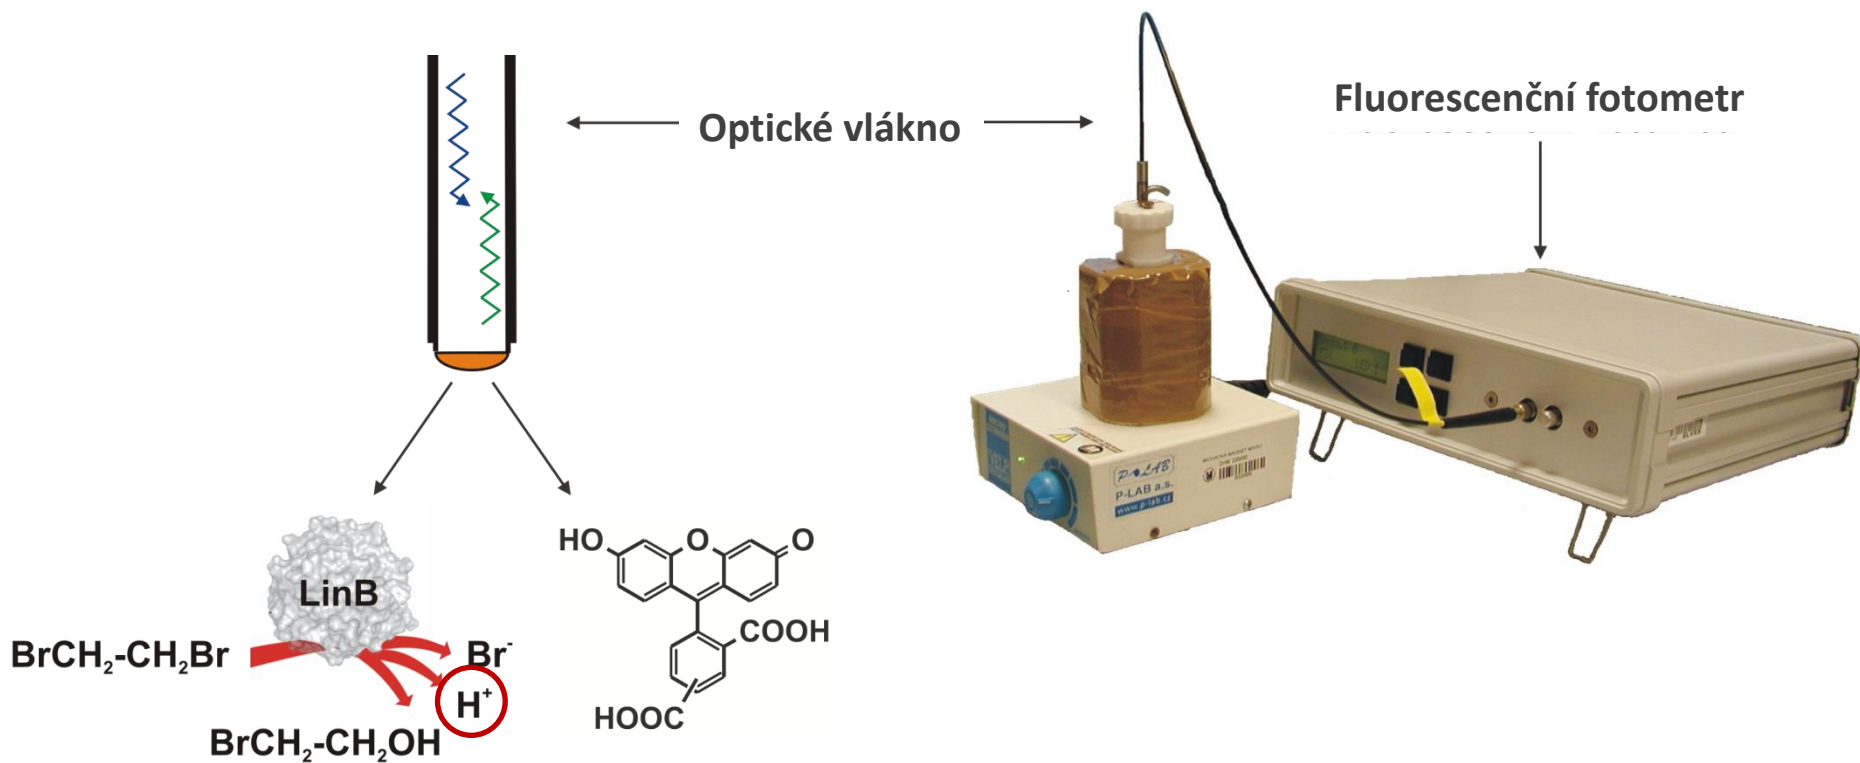 Optické vlákno
Fluorescenční fotometr
LinB
BrCH₂-CH₂Br
Br⁻
H⁺
BrCH₂-CH₂OH
HO
O
O
COOH
HOOC
P-LAB
P-LAB a.s.
www.p-lab.cz